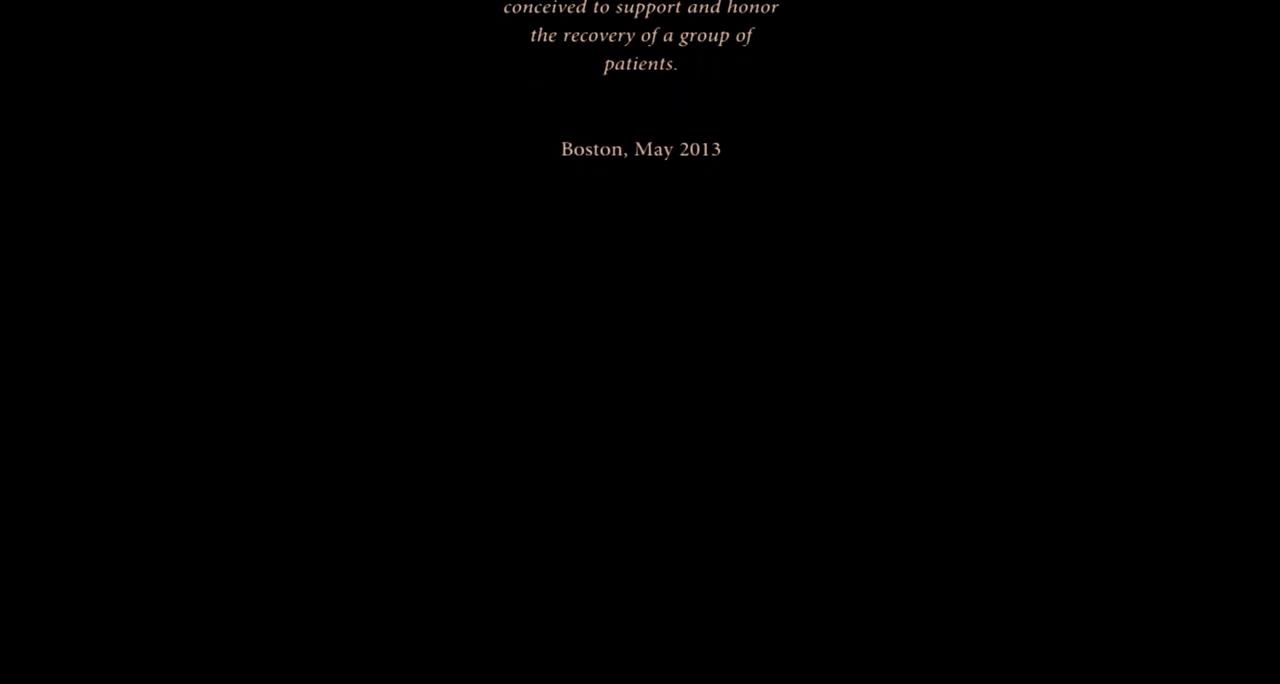 conceived to support and honor
the recovery of a group of
patients.
Boston, May 2013